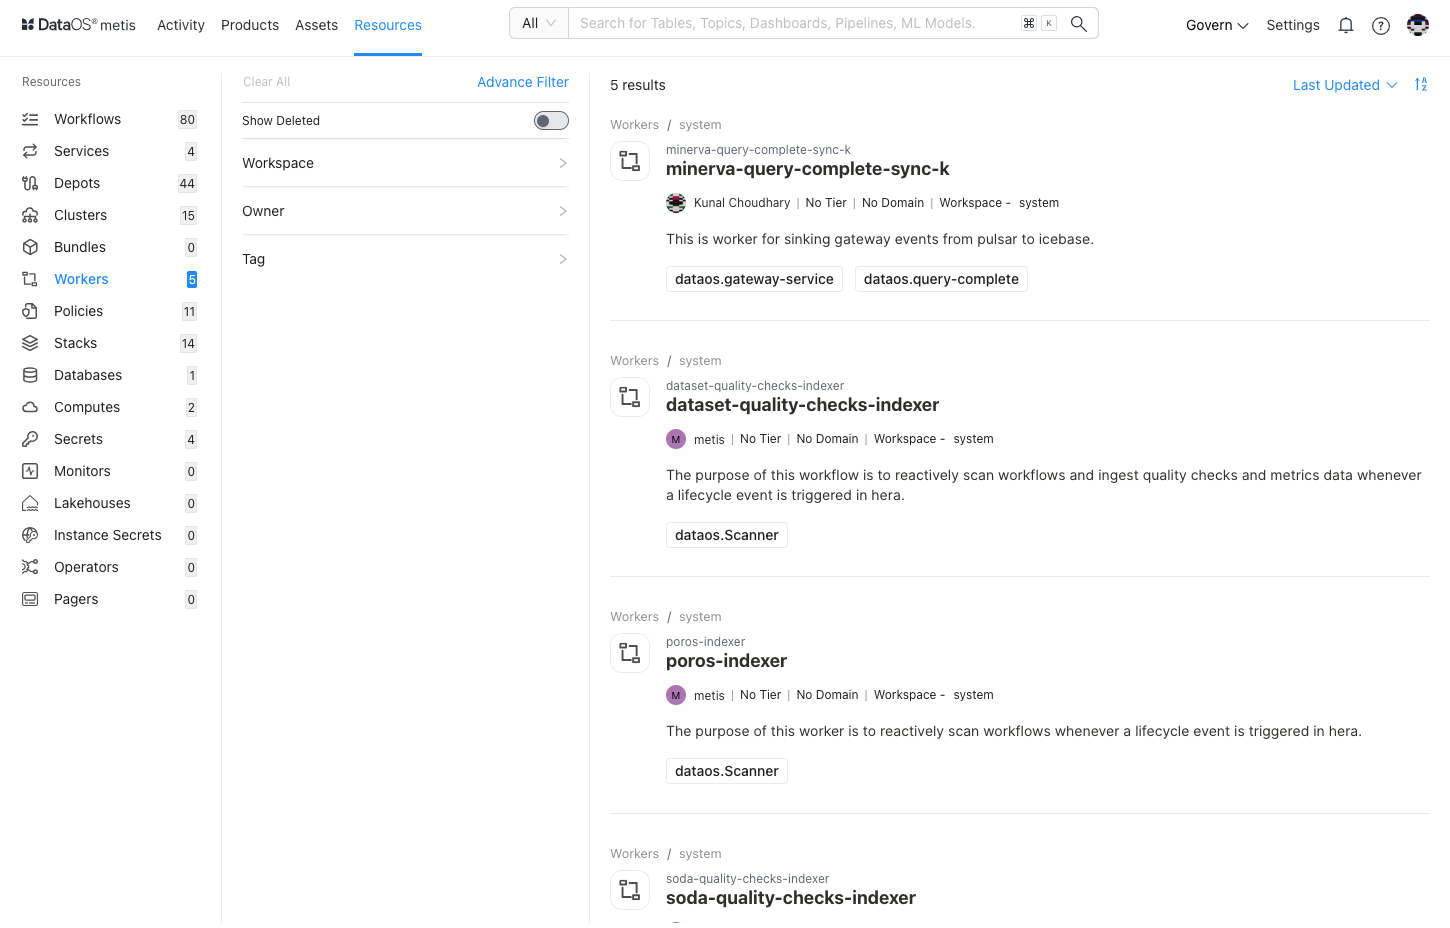 DataOS® metis Activity Products Assets Resources All Search for Tables, Topics, Dashboards, Pipelines, ML Models. ⌘ K Govern Settings
Resources
Workflows 80
Services 4
Depots 44
Clusters 15
Bundles 0
Workers 5
Policies 11
Stacks 14
Databases 1
Computes 2
Secrets 4
Monitors 0
Lakehouses 0
Instance Secrets 0
Operators 0
Pagers 0
Clear All Advance Filter
Show Deleted
Workspace
Owner
Tag
5 results Last Updated
Workers / system
minerva-query-complete-sync-k
minerva-query-complete-sync-k
Kunal Choudhary | No Tier | No Domain | Workspace - system
This is worker for sinking gateway events from pulsar to icebase.
dataos.gateway-service dataos.query-complete
Workers / system
dataset-quality-checks-indexer
dataset-quality-checks-indexer
M metis | No Tier | No Domain | Workspace - system
The purpose of this workflow is to reactively scan workflows and ingest quality checks and metrics data whenever
a lifecycle event is triggered in hera.
dataos.Scanner
Workers / system
poros-indexer
poros-indexer
M metis | No Tier | No Domain | Workspace - system
The purpose of this worker is to reactively scan workflows whenever a lifecycle event is triggered in hera.
dataos.Scanner
Workers / system
soda-quality-checks-indexer
soda-quality-checks-indexer